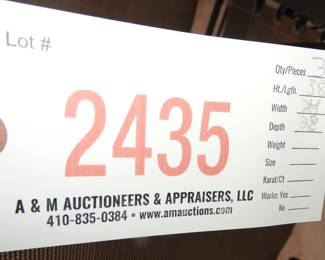 Lot #
2435
A & M AUCTIONEERS & APPRAISERS, LLC
410-835-0384 • www.amauctions.com
Qty/Pieces
Ht./Lgth.
Width
Depth
Weight
Size
Karat/Ct
Works: Yes
No